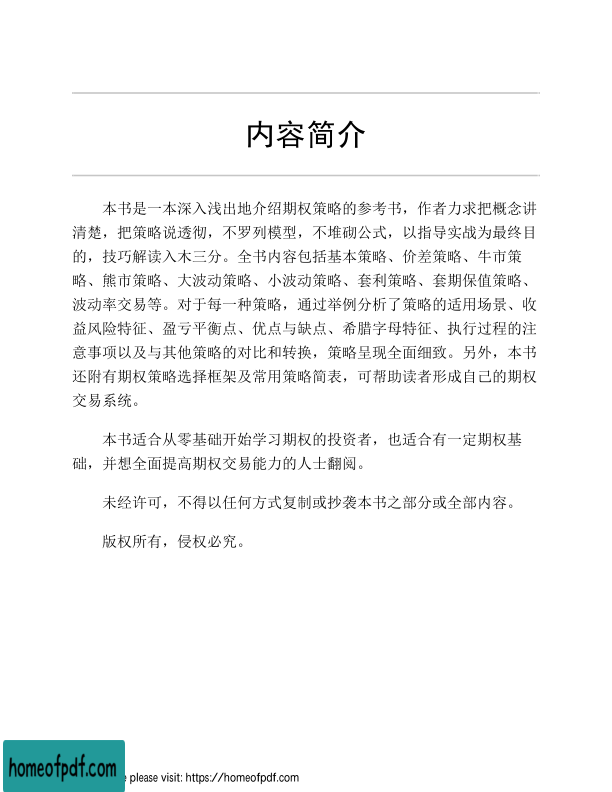 内容简介
本书是一本深入浅出地介绍期权策略的参考书，作者力求把概念讲
清楚，把策略说透彻，不罗列模型，不堆砌公式，以指导实战为最终目
的，技巧解读入木三分。全书内容包括基本策略、价差策略、牛市策
略、熊市策略、大波动策略、小波动策略、套利策略、套期保值策略、
波动率交易等。对于每一种策略，通过举例分析了策略的适用场景、收
益风险特征、盈亏平衡点、优点与缺点、希腊字母特征、执行过程的注
意事项以及与其他策略的对比和转换，策略呈现全面细致。另外，本书
还附有期权策略选择框架及常用策略简表，可帮助读者形成自己的期权
交易系统。
本书适合从零基础开始学习期权的投资者，也适合有一定期权基
础，并想全面提高期权交易能力的人士翻阅。
未经许可，不得以任何方式复制或抄袭本书之部分或全部内容。
版权所有，侵权必究。
homeofpdf.com
please visit: https://homeofpdf.com